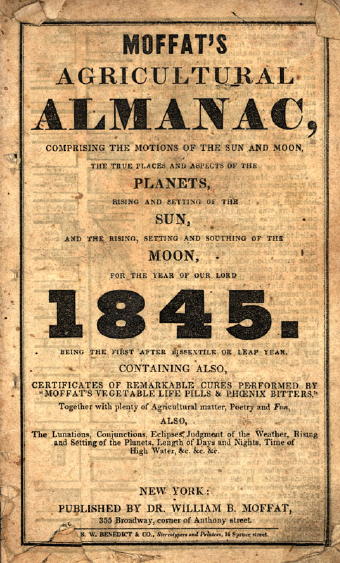 MOFFAT'S
AGRICULTURAL
ALMANAC,
COMPRISING THE MOTIONS OF THE SUN AND MOON,
THE TRUE PLACES AND ASPECTS OF THE
PLANETS,
RISING AND SETTING OF THE
SUN,
AND THE RISING, SETTING AND SOUTHING OF THE
MOON,
FOR THE YEAR OF OUR LORD
1845.
BEING THE FIRST AFTER BISSEXTILE OR LEAP YEAR.
CONTAINING ALSO,
CERTIFICATES OF REMARKABLE CURES PERFORMED BY
"MOFFAT'S VEGETABLE LIFE PILLS & PHŒNIX BITTERS."
Together with plenty of Agricultural matter, Poetry and Fun,
ALSO,
The Lunations, Conjunctions, Eclipses, Judgment of the Weather, Rising
and Setting of the Planets, Length of Days and Nights, Time of
High Water, &c. &c. &c.
NEW YORK:
PUBLISHED BY DR. WILLIAM B. MOFFAT,
335 Broadway, corner of Anthony street.
S. W. BENEDICT & CO., Stereotypers and Printers, 16 Spruce street.